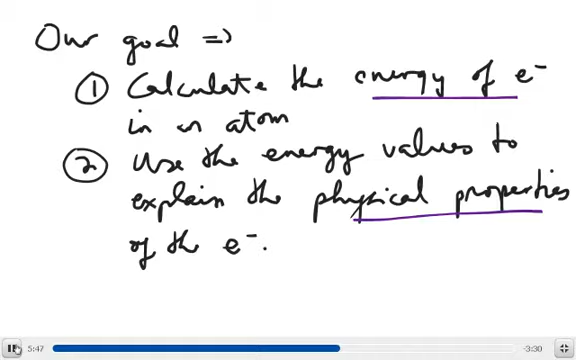 Our goal =>
① Calculate the energy of e⁻
in an atom
② Use the energy values to
explain the physical properties
of the e⁻.
5:47 -3:30